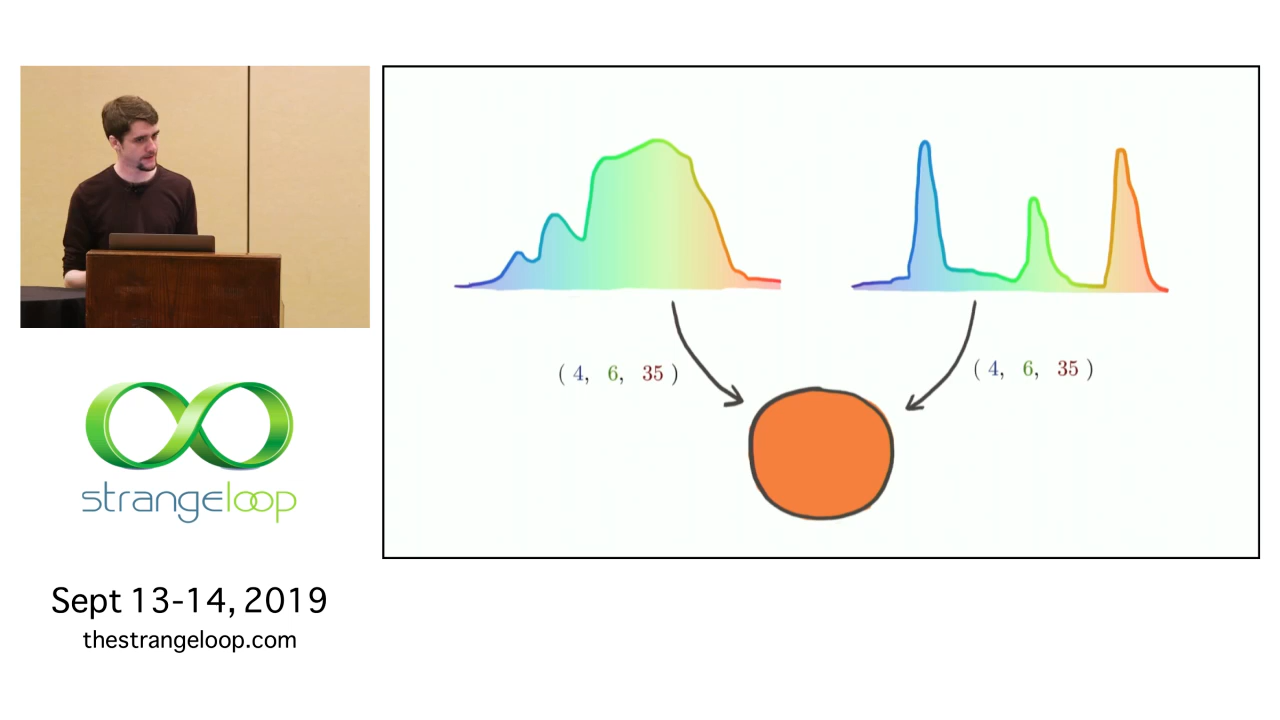 ( 4, 6, 35 )
( 4, 6, 35 )
strangeloop
Sept 13-14, 2019
thestrangeloop.com